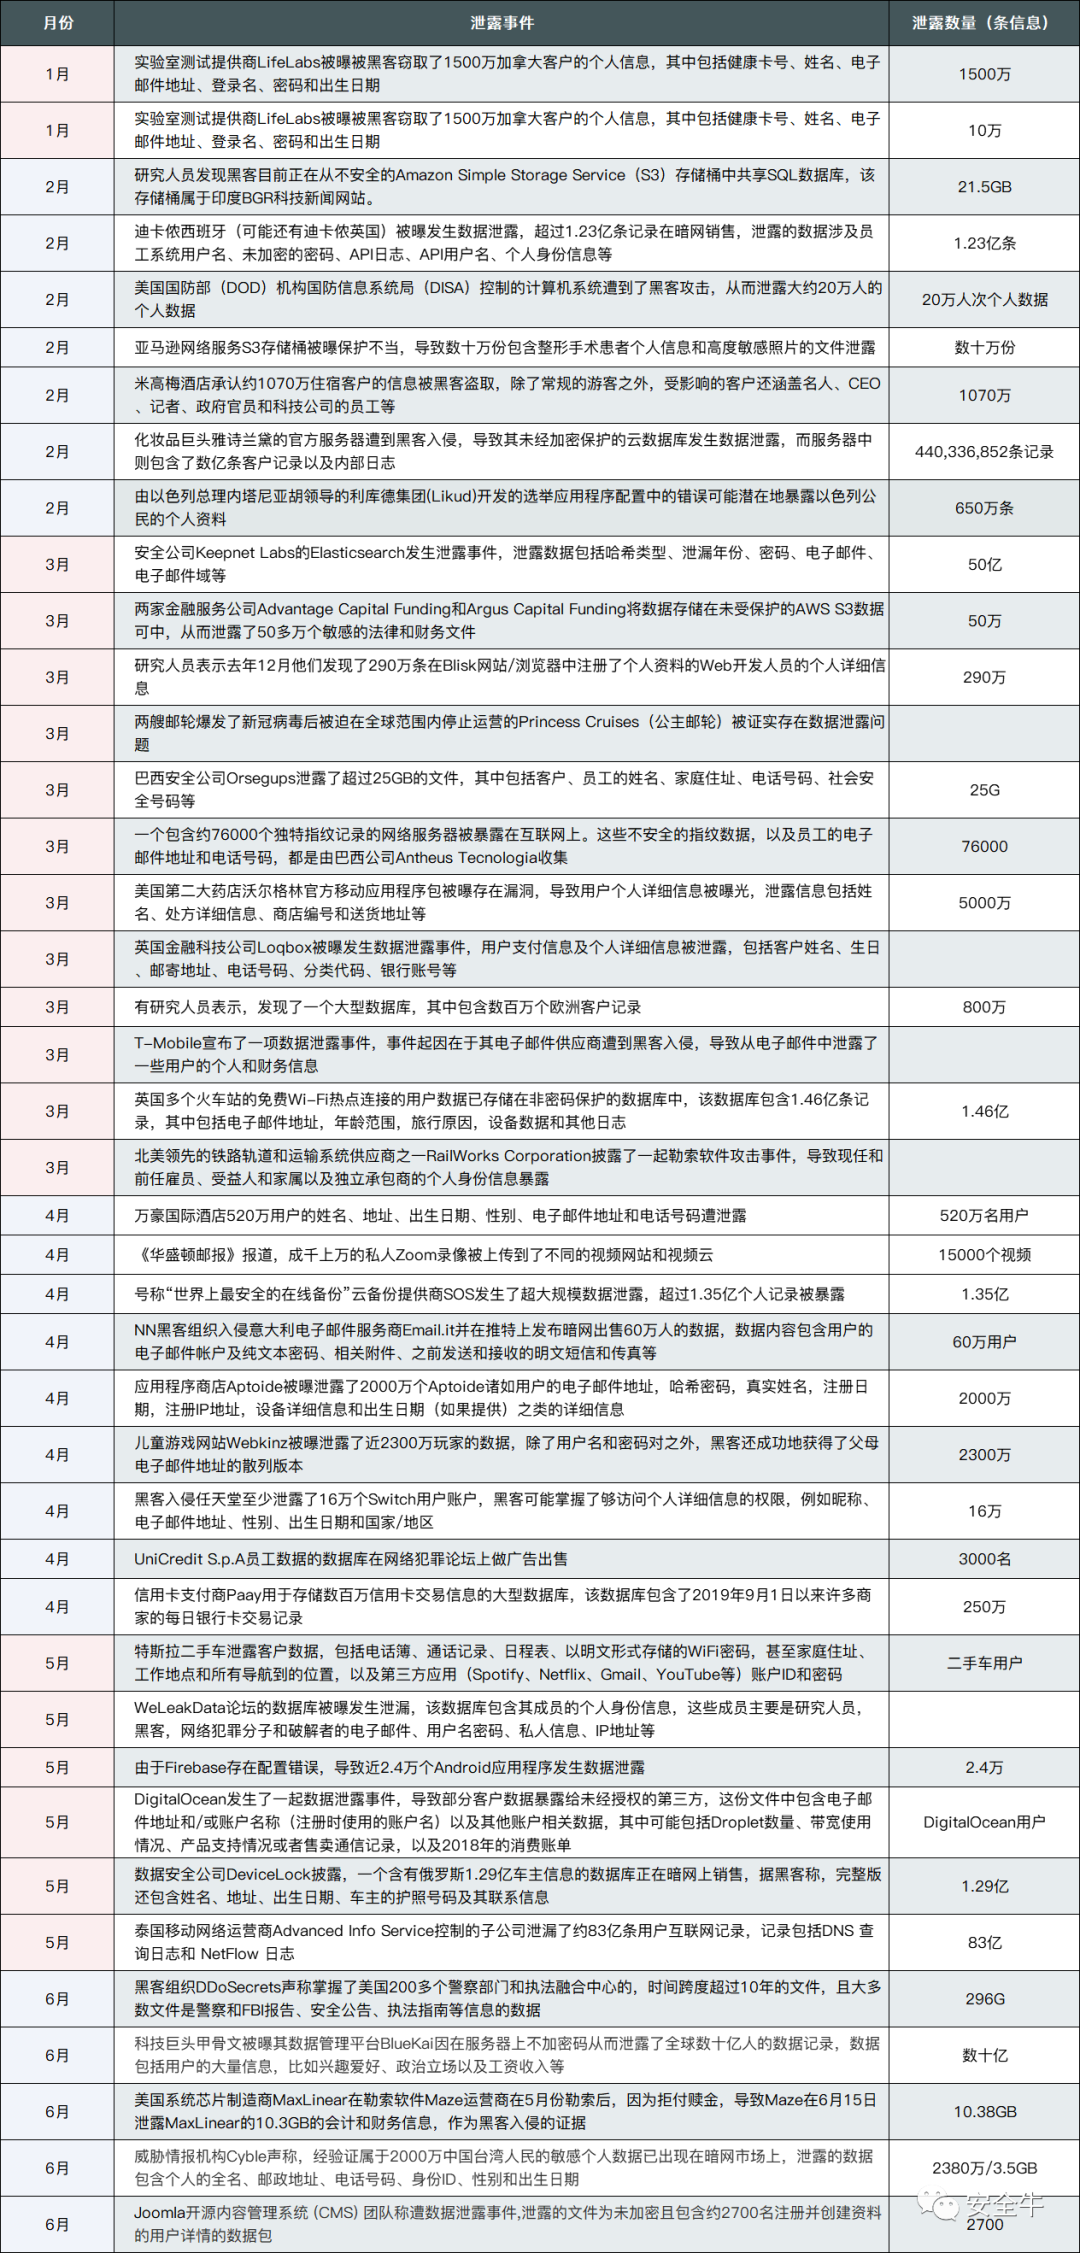 月份
泄露事件
泄露数量（条信息）
1月
实验室测试提供商LifeLabs被曝被黑客窃取了1500万加拿大客户的个人信息，其中包括健康卡号、姓名、电子
邮件地址、登录名、密码和出生日期
1500万
1月
实验室测试提供商LifeLabs被曝被黑客窃取了1500万加拿大客户的个人信息，其中包括健康卡号、姓名、电子
邮件地址、登录名、密码和出生日期
10万
2月
研究人员发现黑客目前正在从不安全的Amazon Simple Storage Service（S3）存储桶中共享SQL数据库，该
存储桶属于印度BGR科技新闻网站。
21.5GB
2月
迪卡侬西班牙（可能还有迪卡侬英国）被曝发生数据泄露，超过1.23亿条记录在暗网销售，泄露的数据涉及员
工系统用户名、未加密的密码、API日志、API用户名、个人身份信息等
1.23亿条
2月
美国国防部（DOD）机构国防信息系统局（DISA）控制的计算机系统遭到了黑客攻击，从而泄露大约20万人的
个人数据
20万人次个人数据
2月
亚马逊网络服务S3存储桶被曝保护不当，导致数十万份包含整形手术患者个人信息和高度敏感照片的文件泄露
数十万份
2月
米高梅酒店承认约1070万住宿客户的信息被黑客盗取，除了常规的游客之外，受影响的客户还涵盖名人、CEO
、记者、政府官员和科技公司的员工等
1070万
2月
化妆品巨头雅诗兰黛的官方服务器遭到黑客入侵，导致其未经加密保护的云数据库发生数据泄露，而服务器中
则包含了数亿条客户记录以及内部日志
440,336,852条记录
2月
由以色列总理内塔尼亚胡领导的利库德集团(Likud)开发的选举应用程序配置中的错误可能潜在地暴露以色列公
民的个人资料
650万条
3月
安全公司Keepnet Labs的Elasticsearch发生泄露事件，泄露数据包括哈希类型、泄漏年份、密码、电子邮件、
电子邮件域等
50亿
3月
两家金融服务公司Advantage Capital Funding和Argus Capital Funding将数据存储在未受保护的AWS S3数据
可中，从而泄露了50多万个敏感的法律和财务文件
50万
3月
研究人员表示去年12月他们发现了290万条在Blisk网站/浏览器中注册了个人资料的Web开发人员的个人详细信
息
290万
3月
两艘邮轮爆发了新冠病毒后被迫在全球范围内停止运营的Princess Cruises（公主邮轮）被证实存在数据泄露问
题
3月
巴西安全公司Orsegups泄露了超过25GB的文件，其中包括客户、员工的姓名、家庭住址、电话号码、社会安
全号码等
25G
3月
一个包含约76000个独特指纹记录的网络服务器被暴露在互联网上。这些不安全的指纹数据，以及员工的电子
邮件地址和电话号码，都是由巴西公司Antheus Tecnologia收集
76000
3月
美国第二大药店沃尔格林官方移动应用程序包被曝存在漏洞，导致用户个人详细信息被曝光，泄露信息包括姓
名、处方详细信息、商店编号和送货地址等
5000万
3月
英国金融科技公司Loqbox被曝发生数据泄露事件，用户支付信息及个人详细信息被泄露，包括客户姓名、生日
、邮寄地址、电话号码、分类代码、银行账号等
3月
有研究人员表示，发现了一个大型数据库，其中包含数百万个欧洲客户记录
800万
3月
T-Mobile宣布了一项数据泄露事件，事件起因在于其电子邮件供应商遭到黑客入侵，导致从电子邮件中泄露了
一些用户的个人和财务信息
3月
英国多个火车站的免费Wi-Fi热点连接的用户数据已存储在非密码保护的数据库中，该数据库包含1.46亿条记
录，其中包括电子邮件地址，年龄范围，旅行原因，设备数据和其他日志
1.46亿
3月
北美领先的铁路轨道和运输系统供应商之一RailWorks Corporation披露了一起勒索软件攻击事件，导致现任和
前任雇员、受益人和家属以及独立承包商的个人身份信息暴露
4月
万豪国际酒店520万用户的姓名、地址、出生日期、性别、电子邮件地址和电话号码遭泄露
520万名用户
4月
《华盛顿邮报》报道，成千上万的私人Zoom录像被上传到了不同的视频网站和视频云
15000个视频
4月
号称“世界上最安全的在线备份”云备份提供商SOS发生了超大规模数据泄露，超过1.35亿个人记录被暴露
1.35亿
4月
NN黑客组织入侵意大利电子邮件服务商Email.it并在推特上发布暗网出售60万人的数据，数据内容包含用户的
电子邮件帐户及纯文本密码、相关附件、之前发送和接收的明文短信和传真等
60万用户
4月
应用程序商店Aptoide被曝泄露了2000万个Aptoide诸如用户的电子邮件地址，哈希密码，真实姓名，注册日
期，注册IP地址，设备详细信息和出生日期（如果提供）之类的详细信息
2000万
4月
儿童游戏网站Webkinz被曝泄露了近2300万玩家的数据，除了用户名和密码对之外，黑客还成功地获得了父母
电子邮件地址的散列版本
2300万
4月
黑客入侵任天堂至少泄露了16万个Switch用户账户，黑客可能掌握了够访问个人详细信息的权限，例如昵称、
电子邮件地址、性别、出生日期和国家/地区
16万
4月
UniCredit S.p.A员工数据的数据库在网络犯罪论坛上做广告出售
3000名
4月
信用卡支付商Paay用于存储数百万信用卡交易信息的大型数据库，该数据库包含了2019年9月1日以来许多商
家的每日银行卡交易记录
250万
5月
特斯拉二手车泄露客户数据，包括电话簿、通话记录、日程表、以明文形式存储的WiFi密码，甚至家庭住址、
工作地点和所有导航到的位置，以及第三方应用（Spotify、Netflix、Gmail、YouTube等）账户ID和密码
二手车用户
5月
WeLeakData论坛的数据库被曝发生泄漏，该数据库包含其成员的个人身份信息，这些成员主要是研究人员，
黑客，网络犯罪分子和破解者的电子邮件、用户名密码、私人信息、IP地址等
5月
由于Firebase存在配置错误，导致近2.4万个Android应用程序发生数据泄露
2.4万
5月
DigitalOcean发生了一起数据泄露事件，导致部分客户数据暴露给未经授权的第三方，这份文件中包含电子邮
件地址和/或账户名称（注册时使用的账户名）以及其他账户相关数据，其中可能包括Droplet数量、带宽使用
情况、产品支持情况或者售卖通信记录，以及2018年的消费账单
DigitalOcean用户
5月
数据安全公司DeviceLock披露，一个含有俄罗斯1.29亿车主信息的数据库正在暗网上销售，据黑客称，完整版
还包含姓名、地址、出生日期、车主的护照号码及其联系信息
1.29亿
5月
泰国移动网络运营商Advanced Info Service控制的子公司泄漏了约83亿条用户互联网记录，记录包括DNS 查
询日志和 NetFlow 日志
83亿
6月
黑客组织DDoSecrets声称掌握了美国200多个警察部门和执法融合中心的，时间跨度超过10年的文件，且大多
数文件是警察和FBI报告、安全公告、执法指南等信息的数据
296G
6月
科技巨头甲骨文被曝其数据管理平台BlueKai因在服务器上不加密码从而泄露了全球数十亿人的数据记录，数据
包括用户的大量信息，比如兴趣爱好、政治立场以及工资收入等
数十亿
6月
美国系统芯片制造商MaxLinear在勒索软件Maze运营商在5月份勒索后，因为拒付赎金，导致Maze在6月15日
泄露MaxLinear的10.3GB的会计和财务信息，作为黑客入侵的证据
10.38GB
6月
威胁情报机构Cyble声称，经验证属于2000万中国台湾人民的敏感个人数据已出现在暗网市场上，泄露的数据
包含个人的全名、邮政地址、电话号码、身份ID、性别和出生日期
2380万/3.5GB
6月
Joomla开源内容管理系统 (CMS) 团队称遭数据泄露事件,泄露的文件为未加密且包含约2700名注册并创建资料
的用户详情的数据包
2700
安全牛